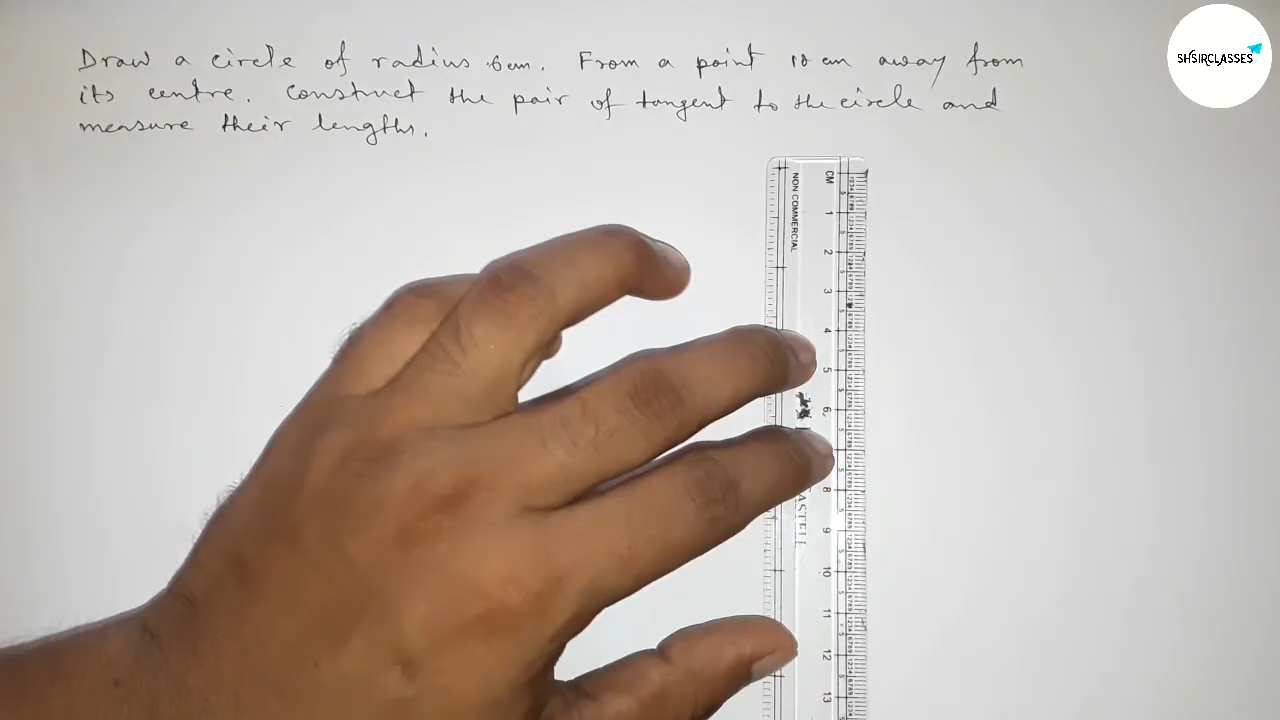 Draw a circle of radius 6 cm. From a point 10 cm away from
its centre. Construct the pair of tangent to the circle and
measure their lengths.
SHSIRCLASSES
CM
NON COMMERCIAL
1
2
3
4
5
6
8
9
10
11
12
13